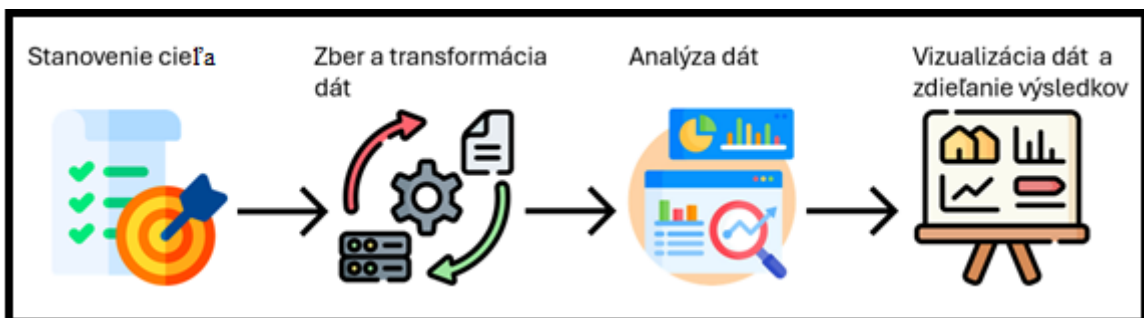 Stanovenie cieľa
Zber a transformácia
dát
Analýza dát
Vizualizácia dát a
zdieľanie výsledkov